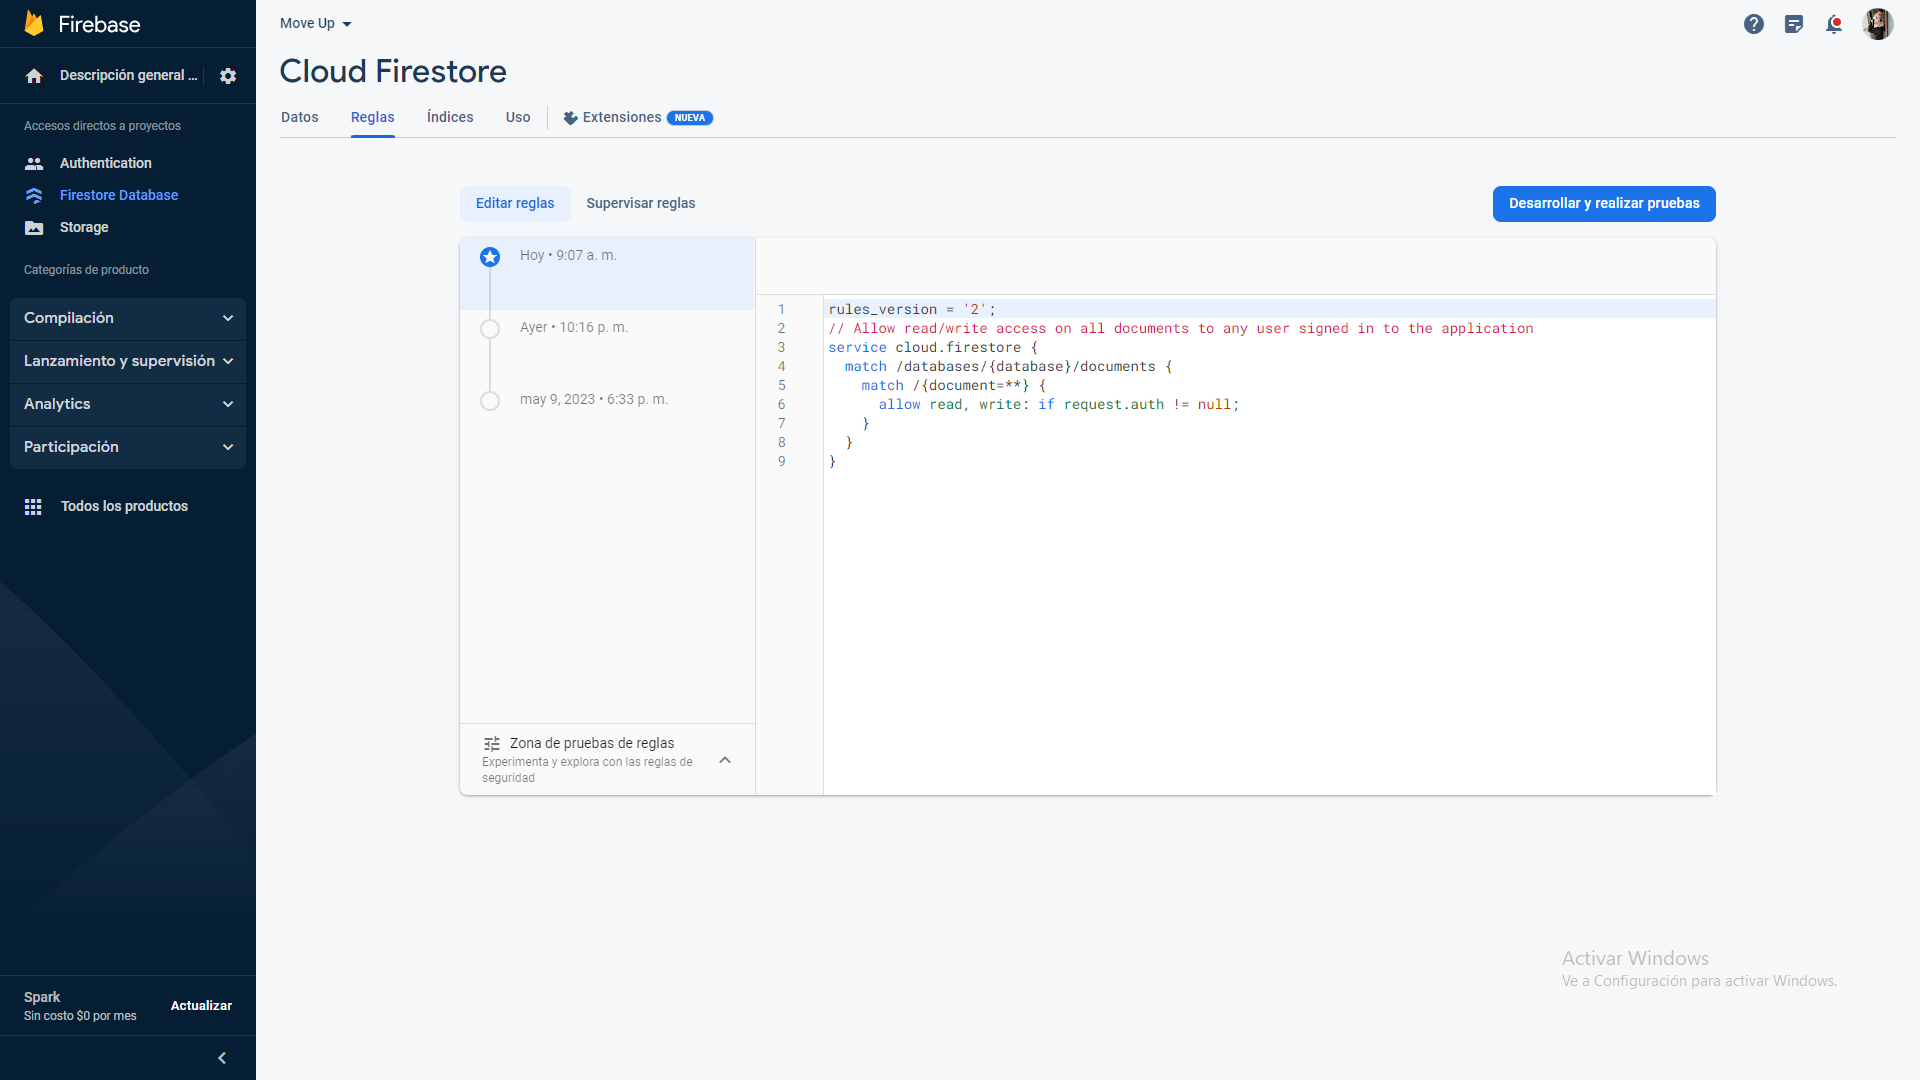 Firebase
Descripción general ...
Accesos directos a proyectos
Authentication
Firestore Database
Storage
Categorías de producto
Compilación
Lanzamiento y supervisión
Analytics
Participación
Todos los productos
Spark
Sin costo $0 por mes
Actualizar
Move Up
Cloud Firestore
Datos
Reglas
Índices
Uso
Extensiones
NUEVA
Editar reglas
Supervisar reglas
Desarrollar y realizar pruebas
Hoy • 9:07 a. m.
Ayer • 10:16 p. m.
may 9, 2023 • 6:33 p. m.
Zona de pruebas de reglas
Experimenta y explora con las reglas de
seguridad
1 rules_version = '2';
2 // Allow read/write access on all documents to any user signed in to the application
3 service cloud.firestore {
4 match /databases/{database}/documents {
5 match /{document=**} {
6 allow read, write: if request.auth != null;
7 }
8 }
9 }
Activar Windows
Ve a Configuración para activar Windows.